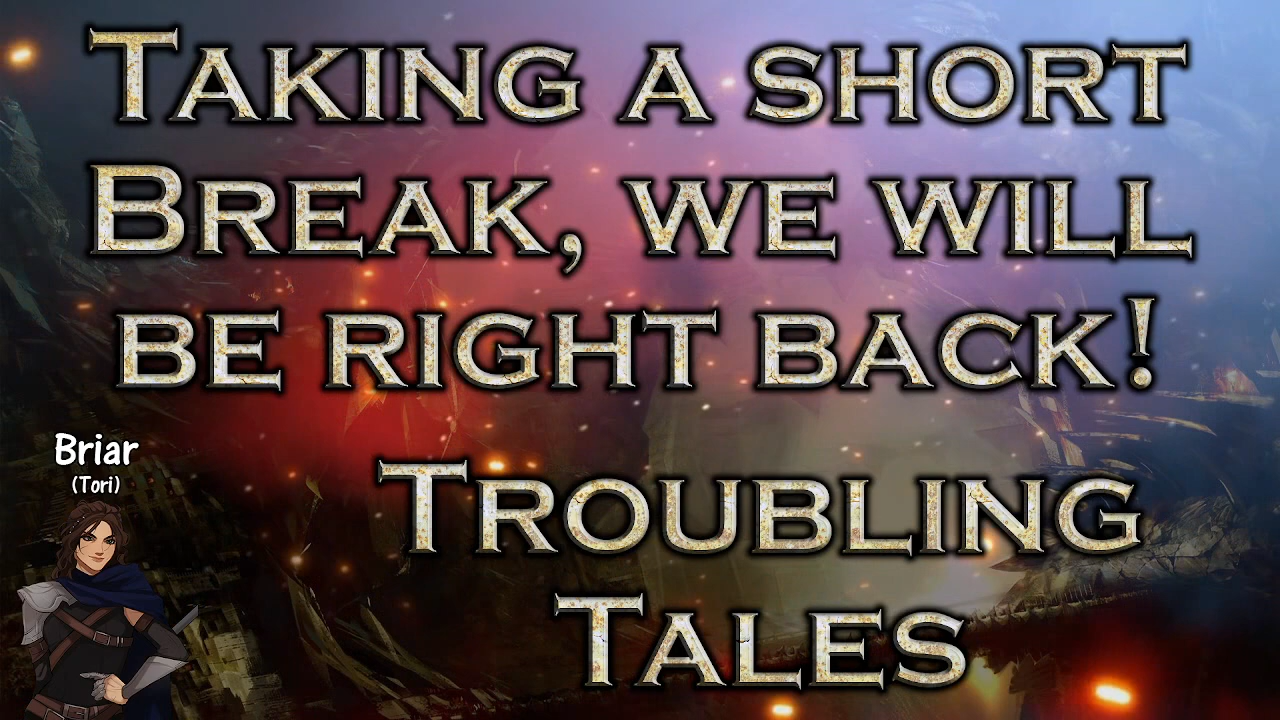 Taking a short
Break, we will
be right back!
Briar
(Tori)
Troubling
Tales